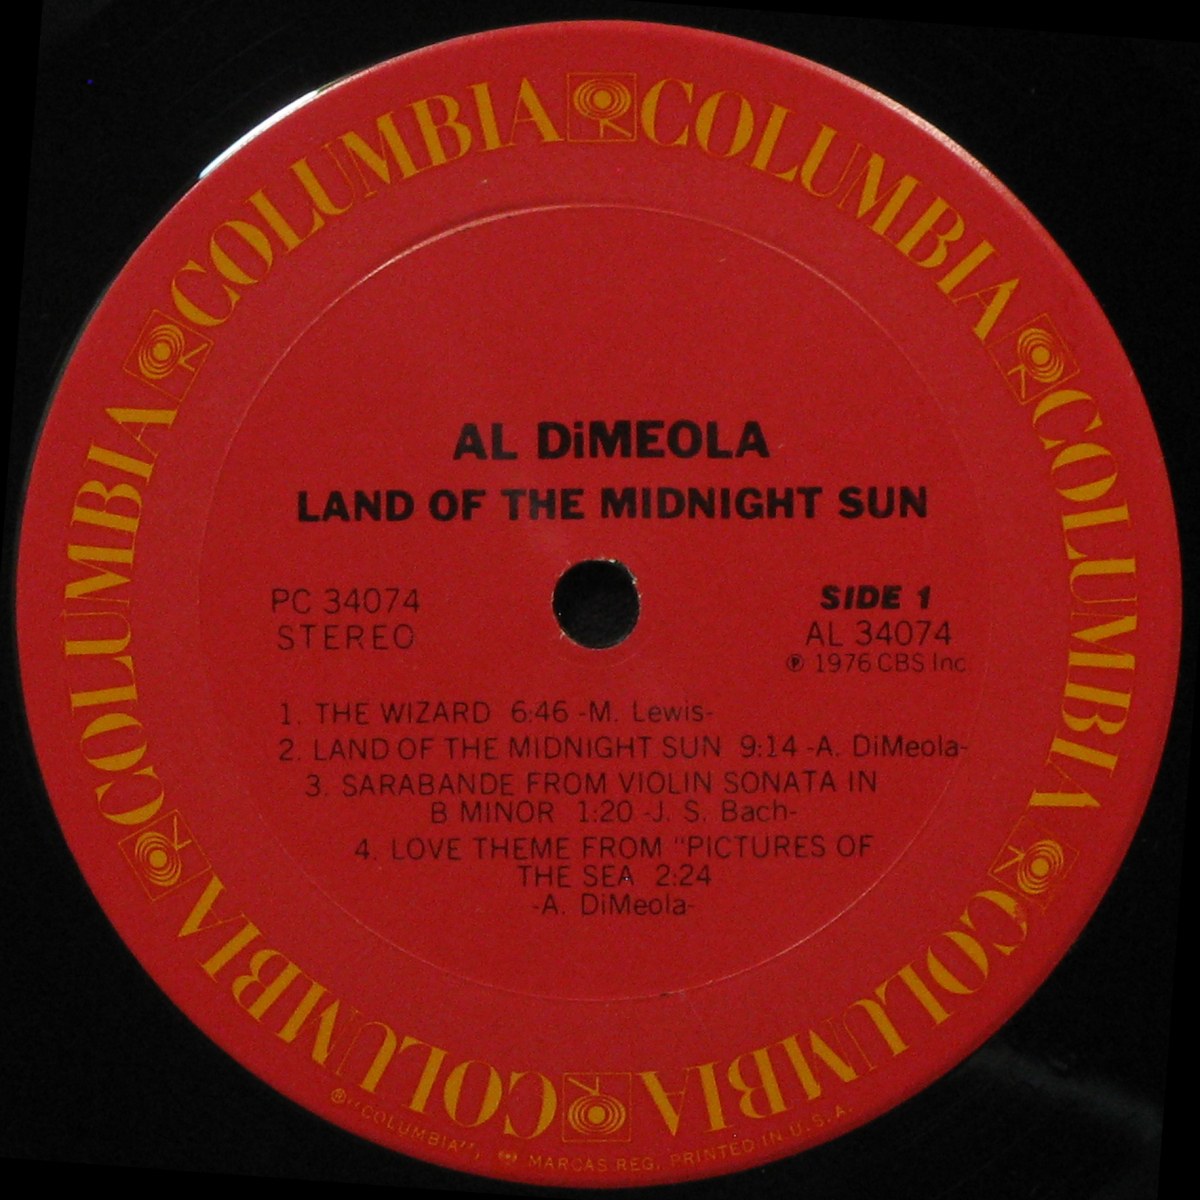 COLUMBIA COLUMBIA COLUMBIA COLUMBIA COLUMBIA COLUMBIA
AL DiMEOLA
LAND OF THE MIDNIGHT SUN
PC 34074
STEREO
SIDE 1
AL 34074
℗ 1976 CBS Inc.
1. THE WIZARD 6:46 -M. Lewis-
2. LAND OF THE MIDNIGHT SUN 9:14 -A. DiMeola-
3. SARABANDE FROM VIOLIN SONATA IN
B MINOR 1:20 -J. S. Bach-
4. LOVE THEME FROM "PICTURES OF
THE SEA 2:24
-A. DiMeola-
®"COLUMBIA", MARCAS REG. PRINTED IN U.S.A.